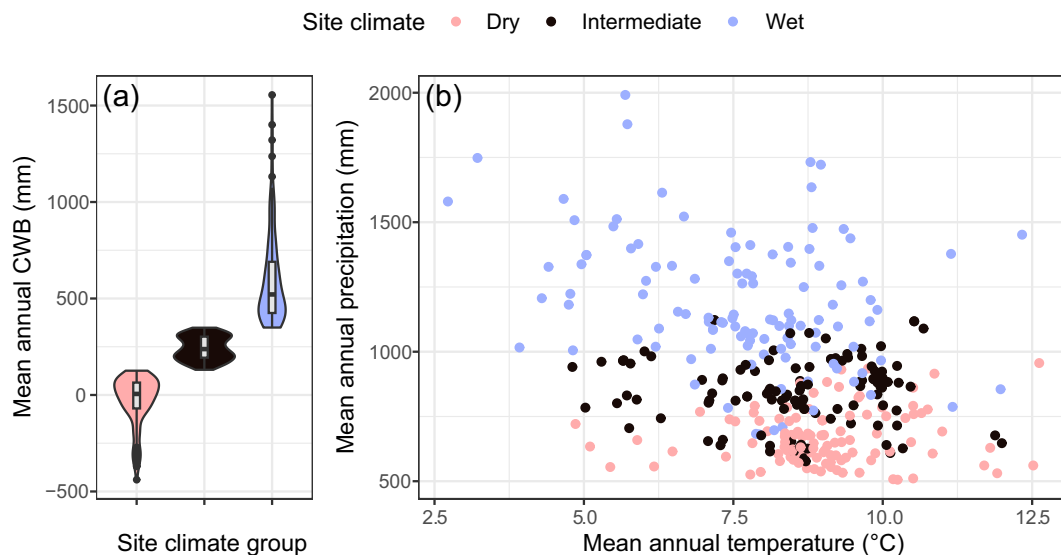 Site climate Dry Intermediate Wet
(a)
1500
1000
500
0
−500
Mean annual CWB (mm)
Site climate group
(b)
2000
1500
1000
500
Mean annual precipitation (mm)
2.5 5.0 7.5 10.0 12.5
Mean annual temperature (°C)